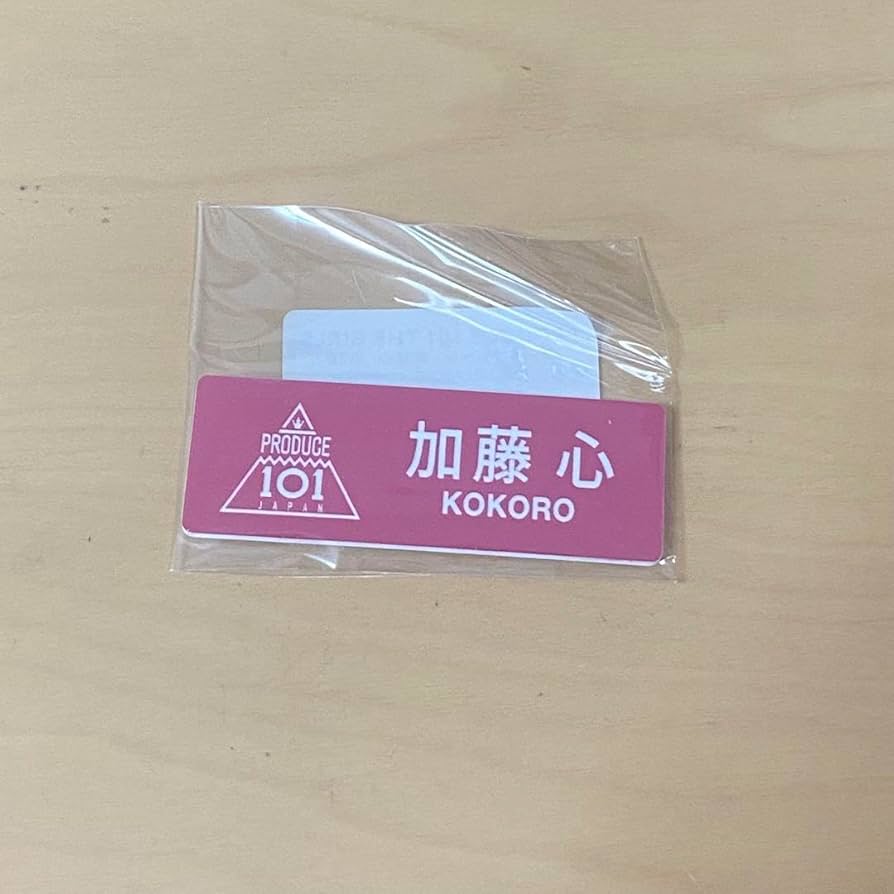 PRODUCE
101
JAPAN
加藤 心
KOKORO